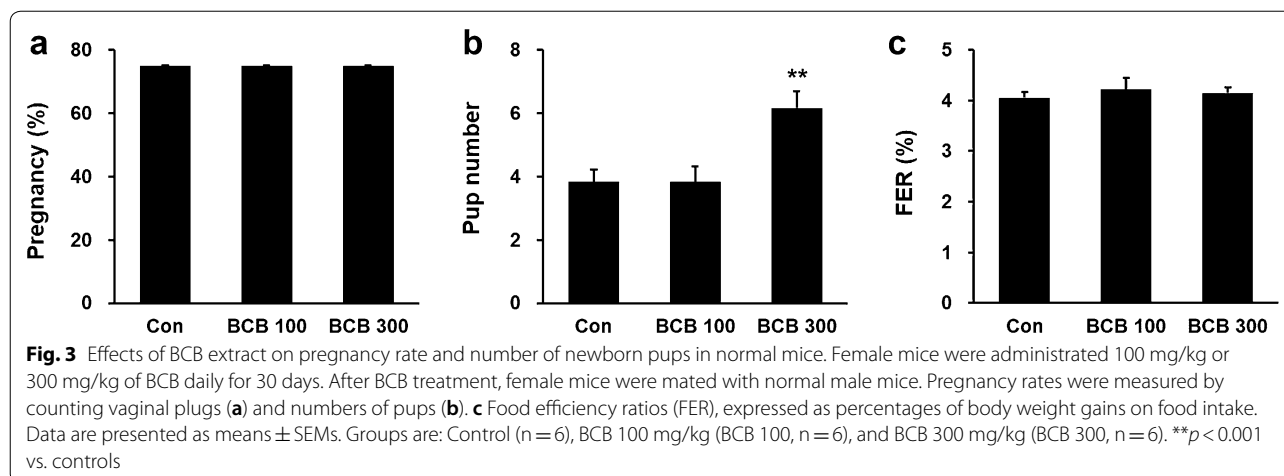 a
Pregnancy (%)
80
60
40
20
0
Con BCB 100 BCB 300
b
Pup number
8
6
4
2
0
**
Con BCB 100 BCB 300
c
FER (%)
5
4
3
2
1
0
Con BCB 100 BCB 300
Fig. 3 Effects of BCB extract on pregnancy rate and number of newborn pups in normal mice. Female mice were administrated 100 mg/kg or
300 mg/kg of BCB daily for 30 days. After BCB treatment, female mice were mated with normal male mice. Pregnancy rates were measured by
counting vaginal plugs (a) and numbers of pups (b). c Food efficiency ratios (FER), expressed as percentages of body weight gains on food intake.
Data are presented as means ± SEMs. Groups are: Control (n = 6), BCB 100 mg/kg (BCB 100, n = 6), and BCB 300 mg/kg (BCB 300, n = 6). **p < 0.001
vs. controls